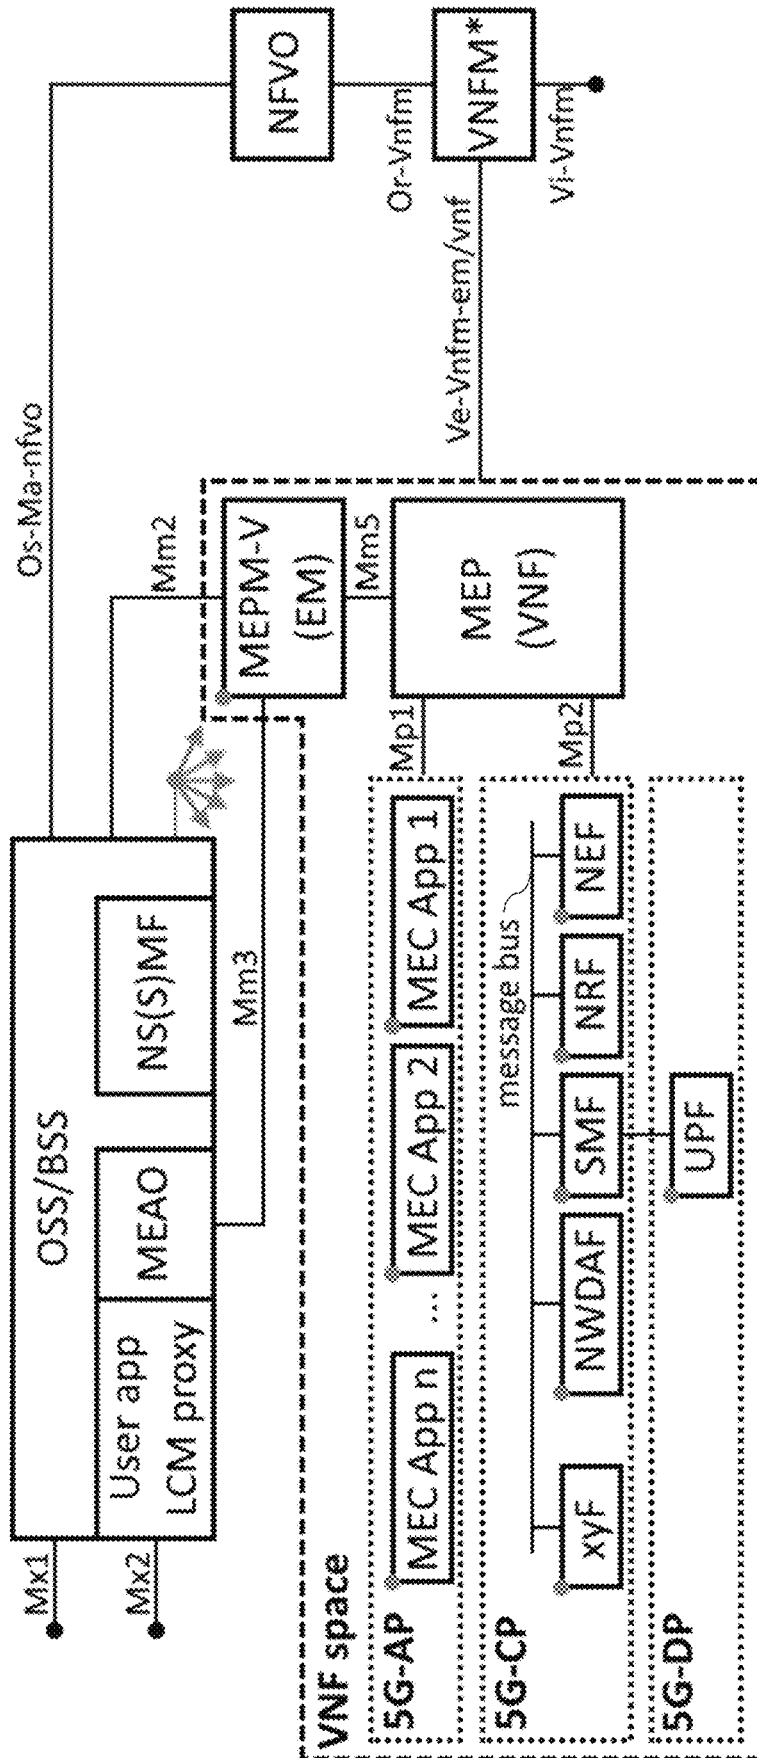 Mx1
Mx2
OSS/BSS
User app
LCM proxy
MEAO
NS(S)MF
Os-Ma-nfvo
NFVO
Or-Vnfm
VNFM*
Vi-Vnfm
Ve-Vnfm-em/vnf
Mm2
Mm3
MEPM-V
(EM)
Mm5
MEP
(VNF)
Mp1
Mp2
VNF space
5G-AP
MEC App n
...
MEC App 2
MEC App 1
5G-CP
message bus
xyF
NWDAF
SMF
NRF
NEF
5G-DP
UPF